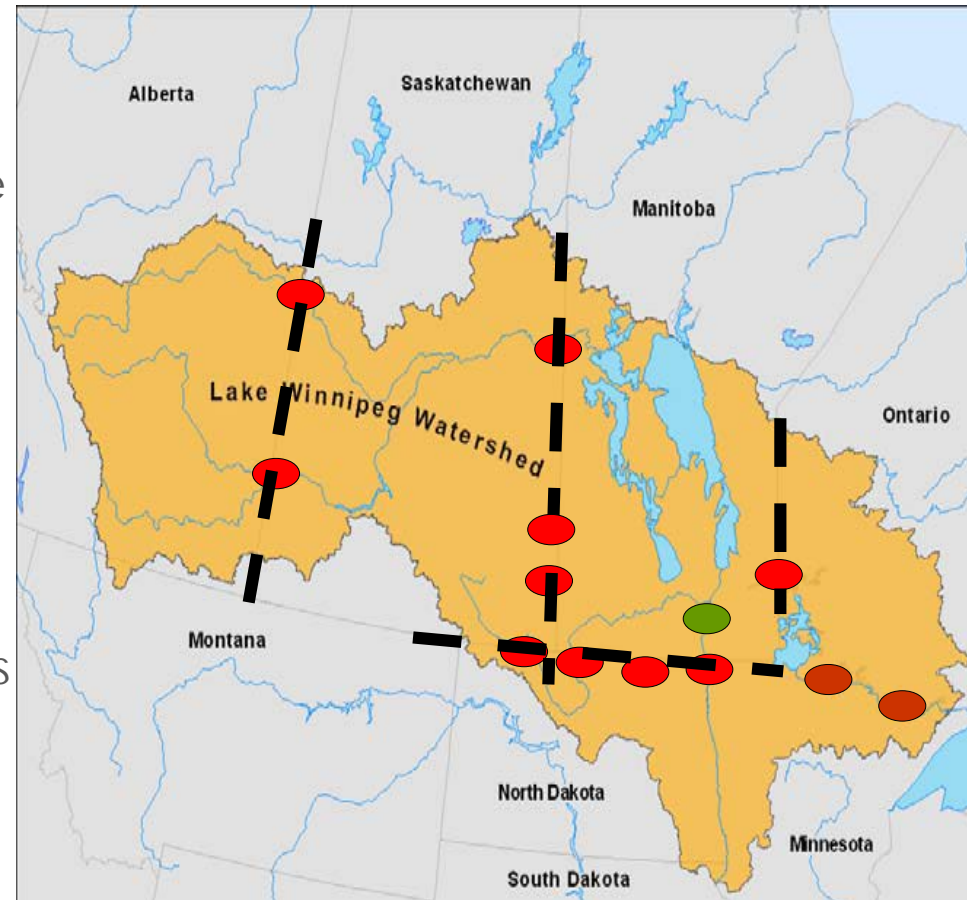 Saskatchewan
Alberta
e
Manitoba
Lake Winnipeg Watershed
Ontario
Montana
S
North Dakota
Minnesota
South Dakota